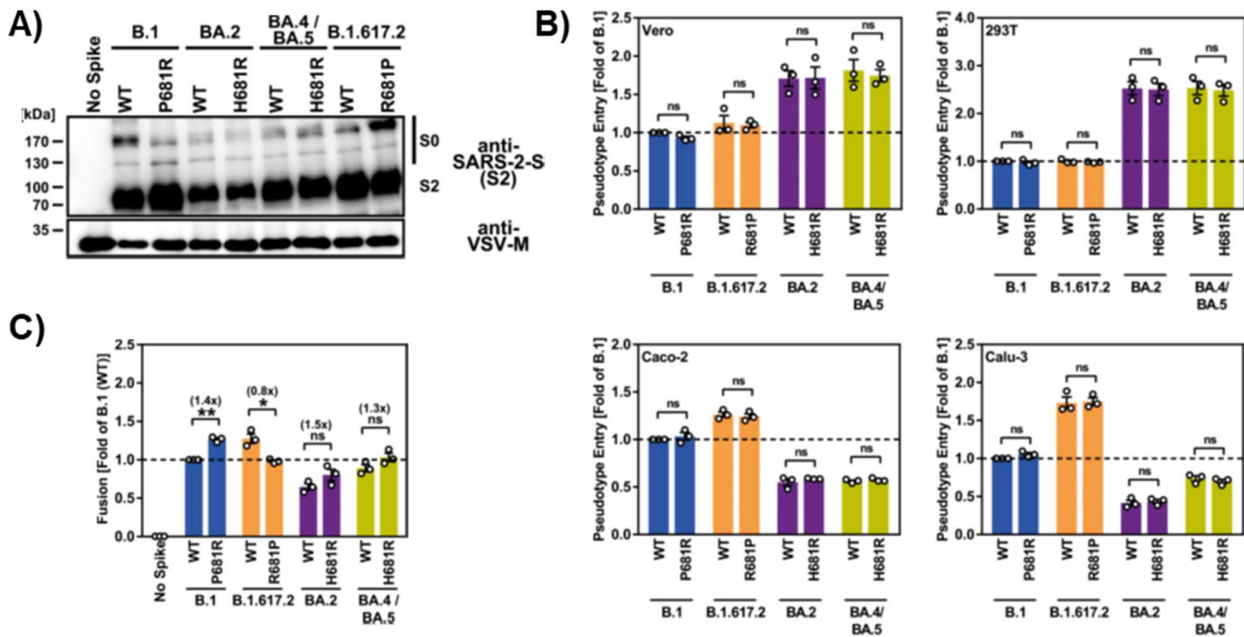 A)
B.1 BA.2 BA.4 / BA.5 B.1.617.2
No Spike WT P681R WT H681R WT H681R WT R681P
[kDa]
170
130
100
70
35
S0
S2
anti-SARS-2-S (S2)
anti-VSV-M
B)
Vero
Pseudotype Entry [Fold of B.1]
2.5
2.0
1.5
1.0
0.5
0.0
ns ns ns ns
WT P681R WT R681P WT H681R WT H681R
B.1 B.1.617.2 BA.2 BA.4/
BA.5
293T
Pseudotype Entry [Fold of B.1]
4.0
3.0
2.0
1.0
0.0
ns ns ns ns
WT P681R WT R681P WT H681R WT H681R
B.1 B.1.617.2 BA.2 BA.4/
BA.5
Caco-2
Pseudotype Entry [Fold of B.1]
2.0
1.5
1.0
0.5
0.0
ns ns ns ns
WT P681R WT R681P WT H681R WT H681R
B.1 B.1.617.2 BA.2 BA.4/
BA.5
Calu-3
Pseudotype Entry [Fold of B.1]
2.5
2.0
1.5
1.0
0.5
0.0
ns ns ns ns
WT P681R WT R681P WT H681R WT H681R
B.1 B.1.617.2 BA.2 BA.4/
BA.5
C)
Fusion [Fold of B.1 (WT)]
2.5
2.0
1.5
1.0
0.5
0.0
(1.4x) (0.8x) (1.5x) (1.3x)
** * ns ns
No Spike WT P681R WT R681P WT H681R WT H681R
B.1 B.1.617.2 BA.2 BA.4 /
BA.5